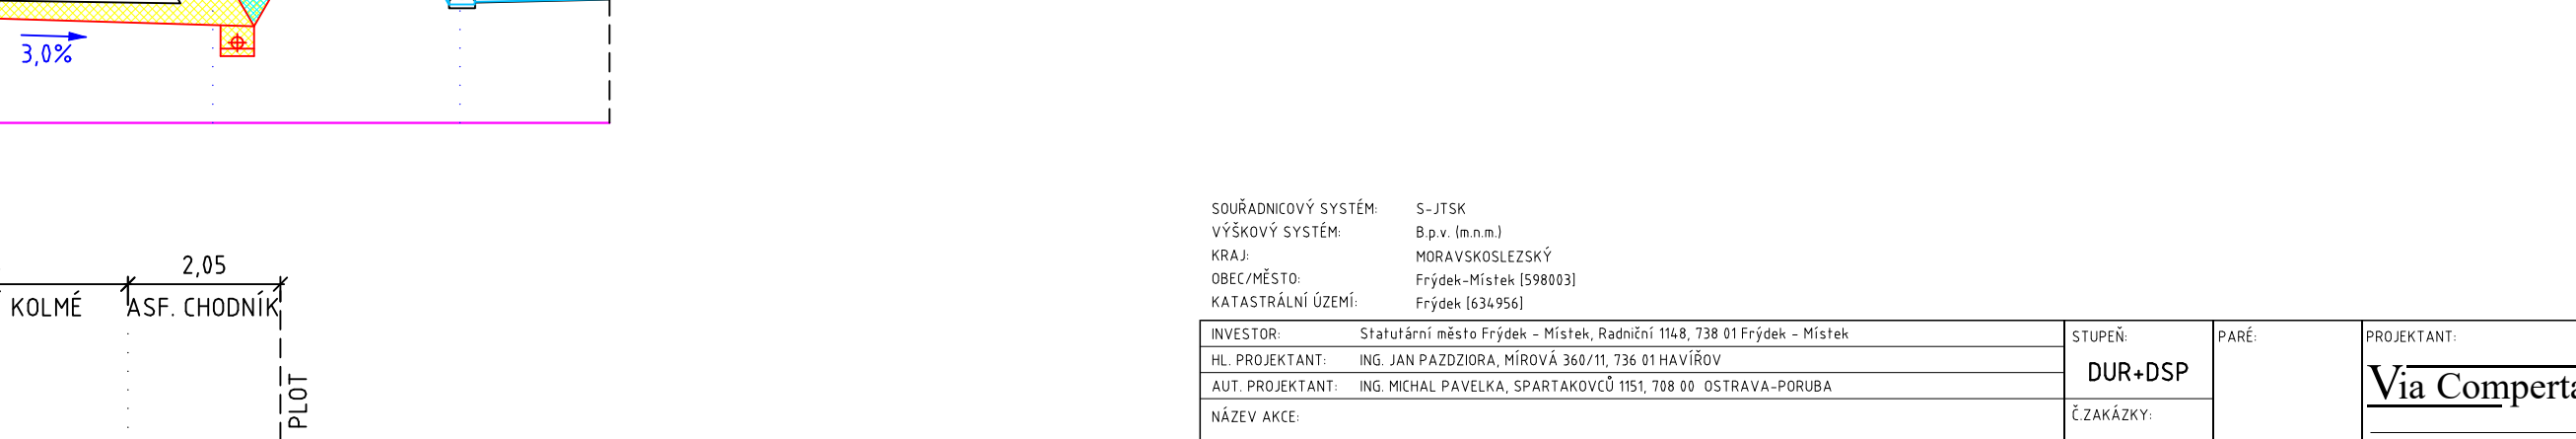 3,0%
2,05
KOLMÉ
ASF. CHODNÍK
PLOT
SOUŘADNICOVÝ SYSTÉM: S-JTSK
VÝŠKOVÝ SYSTÉM: B.p.v. (m.n.m.)
KRAJ: MORAVSKOSLEZSKÝ
OBEC/MĚSTO: Frýdek-Místek [598003]
KATASTRÁLNÍ ÚZEMÍ: Frýdek [634956]
INVESTOR: Statutární město Frýdek - Místek, Radniční 1148, 738 01 Frýdek - Místek
HL. PROJEKTANT: ING. JAN PAZDZIORA, MÍROVÁ 360/11, 736 01 HAVÍŘOV
AUT. PROJEKTANT: ING. MICHAL PAVELKA, SPARTAKOVCŮ 1151, 708 00 OSTRAVA-PORUBA
NÁZEV AKCE:
STUPEŇ:
DUR+DSP
Č.ZAKÁZKY:
PARÉ:
PROJEKTANT:
Via Comperta